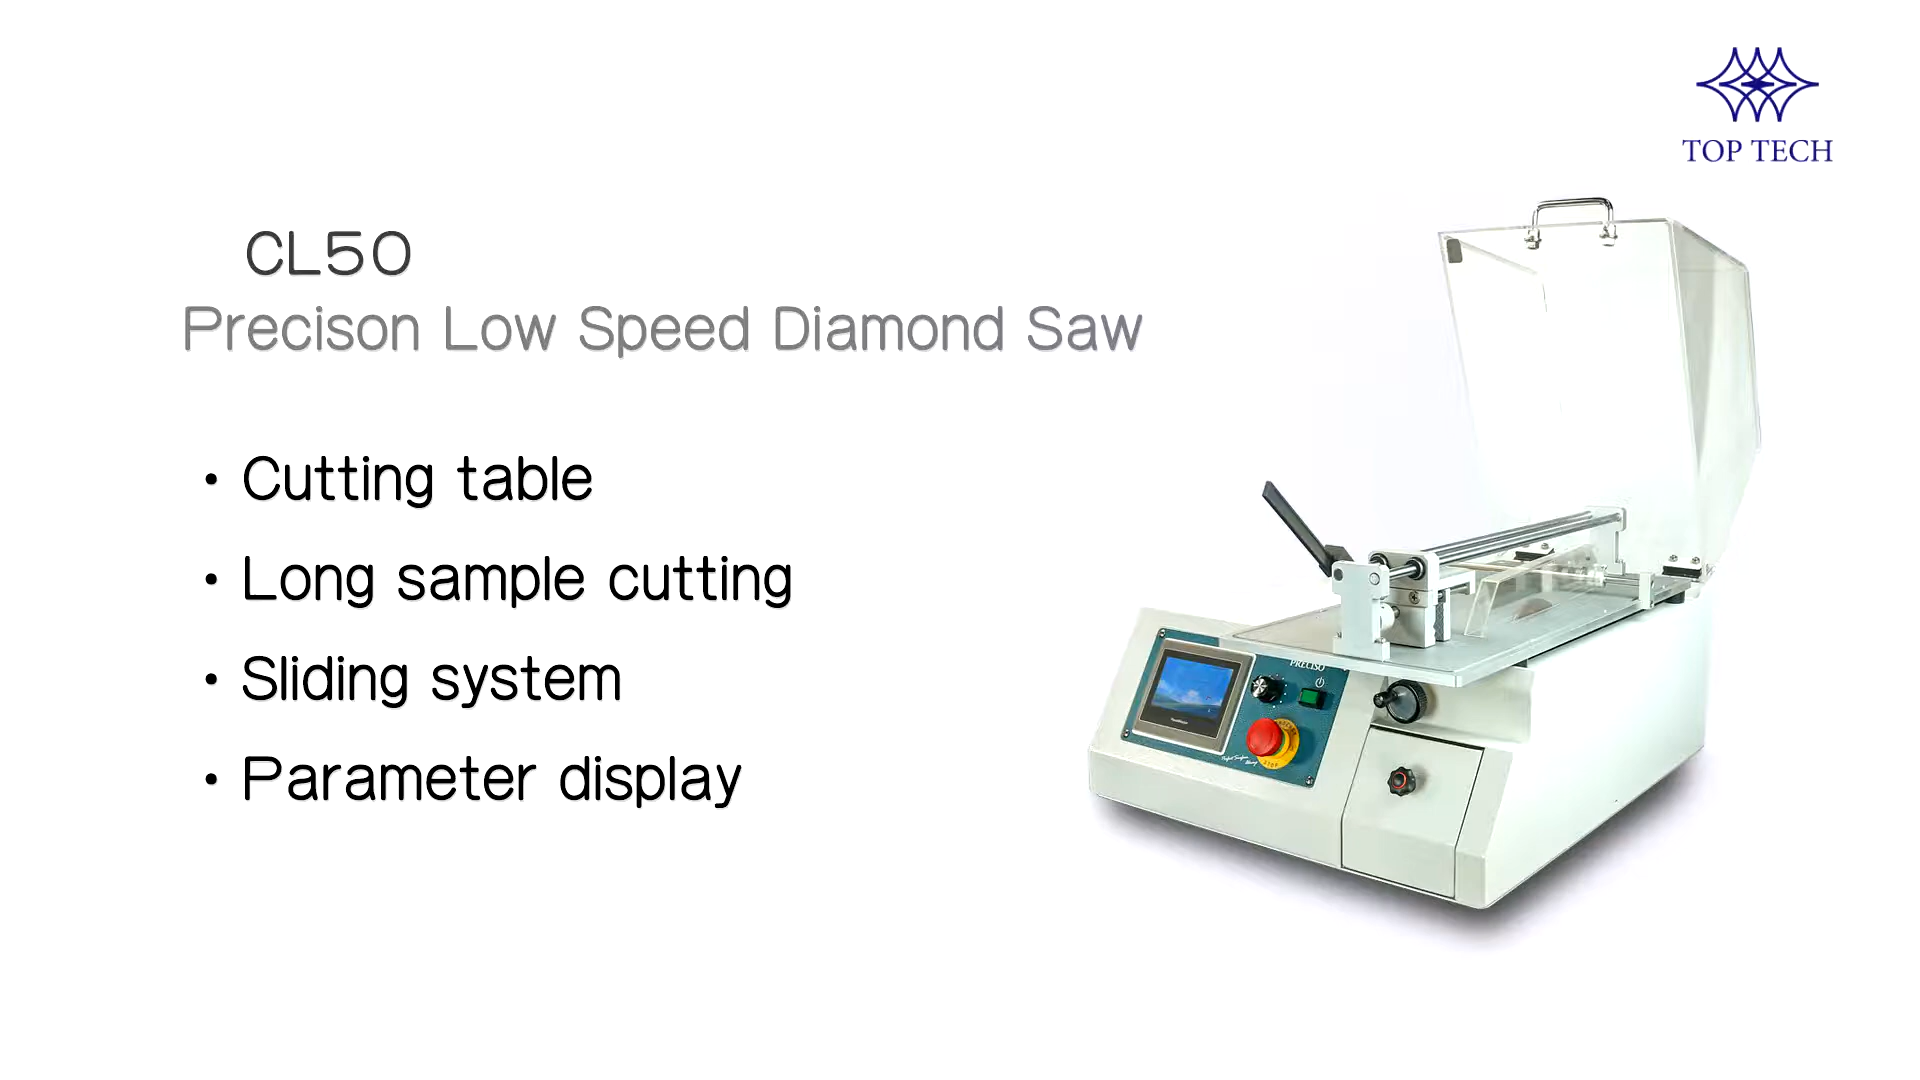 TOP TECH
CL50
Precison Low Speed Diamond Saw
• Cutting table
• Long sample cutting
• Sliding system
• Parameter display
PRECISO
STOP